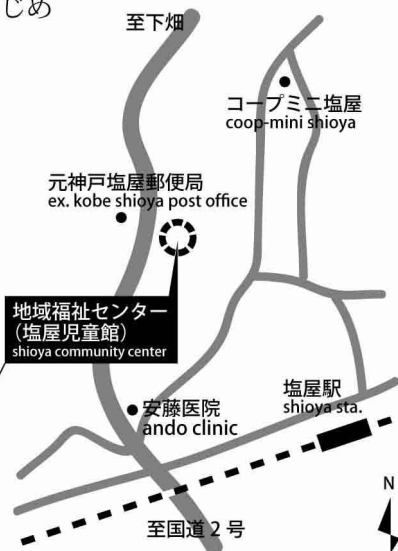 じめ
至下畑
コープミニ塩屋
coop-mini shioya
元神戸塩屋郵便局
ex. kobe shioya post office
地域福祉センター
(塩屋児童館)
shioya community center
安藤医院
ando clinic
塩屋駅
shioya sta.
N
至国道2号